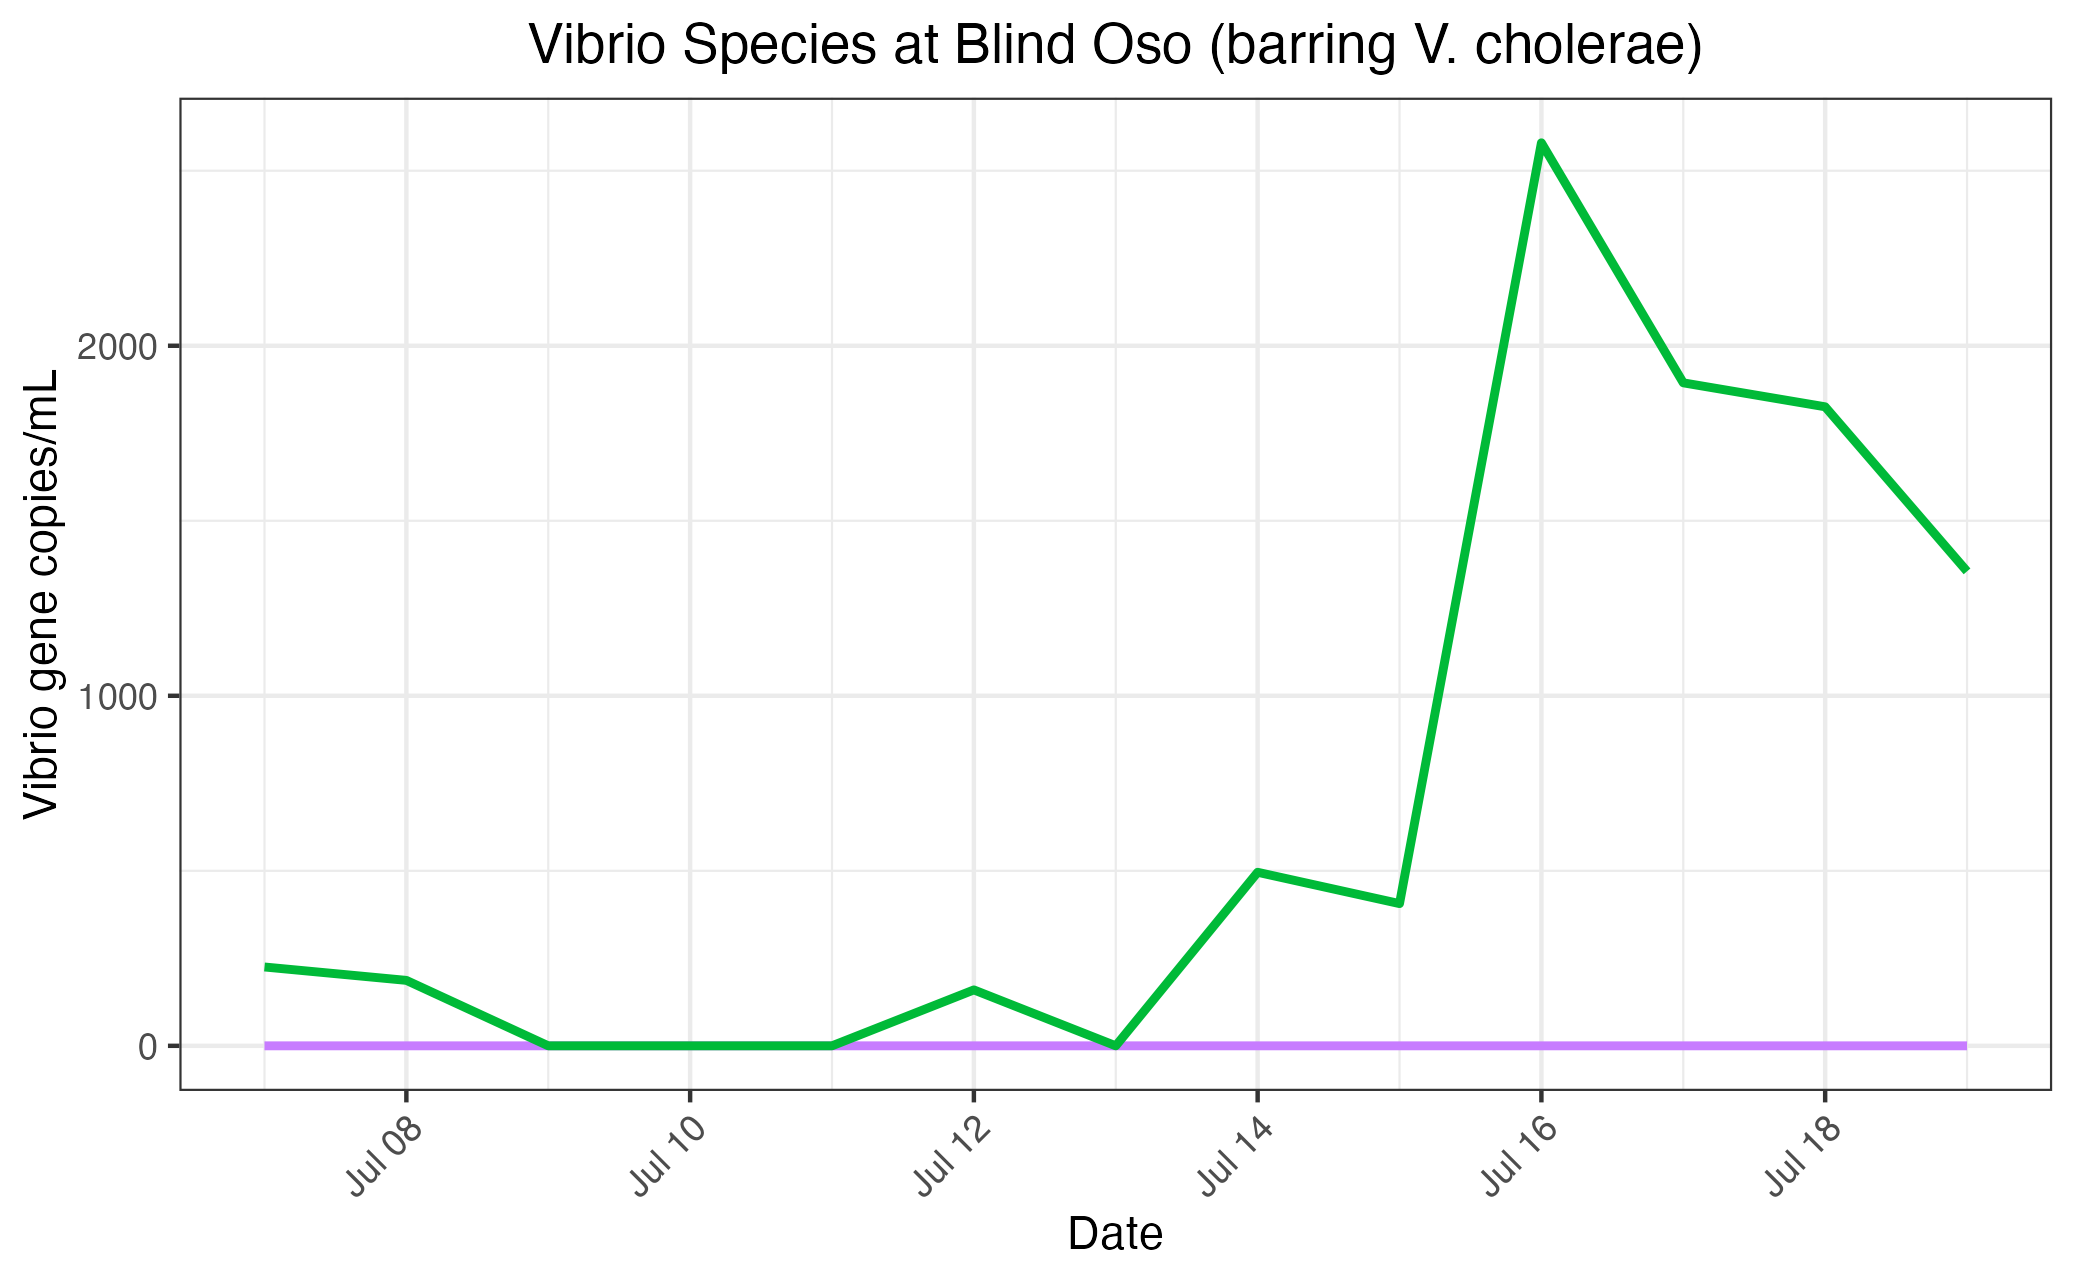 Vibrio Species at Blind Oso (barring V. cholerae)
Vibrio gene copies/mL
2000
1000
0
Jul 08
Jul 10
Jul 12
Jul 14
Jul 16
Jul 18
Date